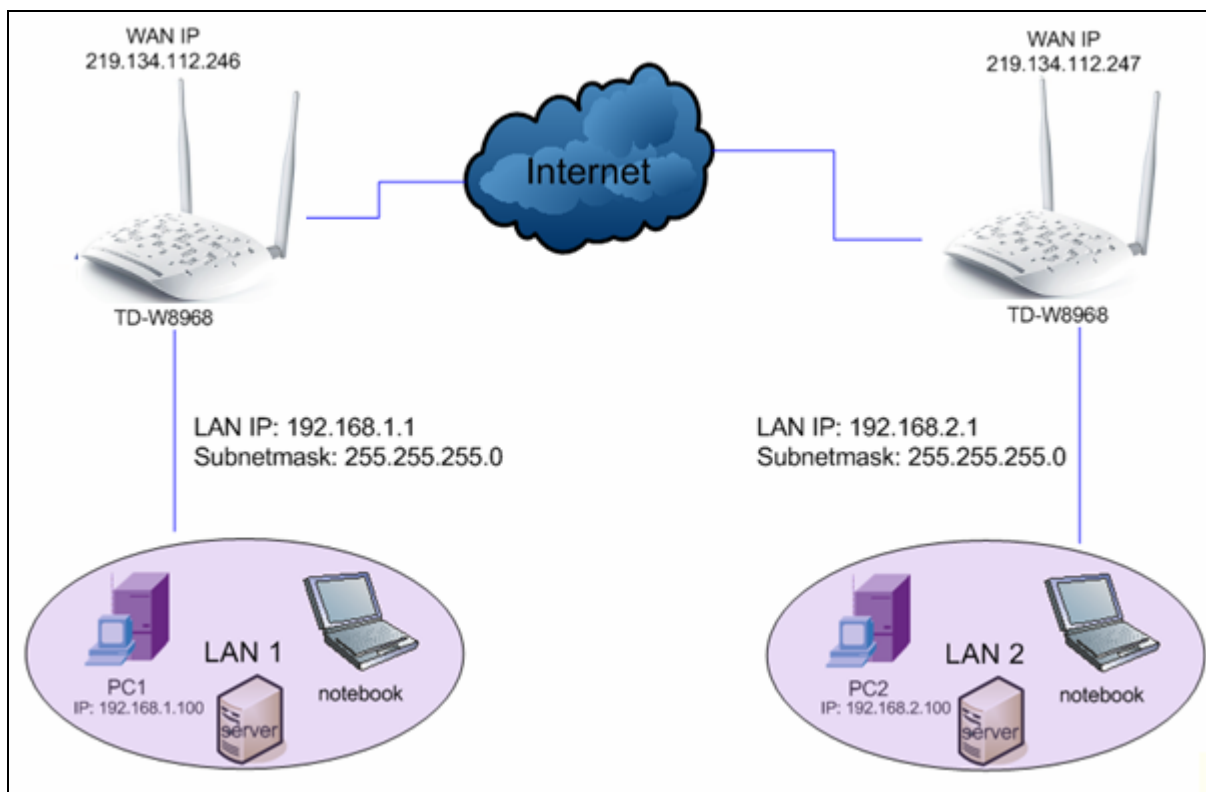 WAN IP
219.134.112.246
WAN IP
219.134.112.247
Internet
TD-W8968
TD-W8968
LAN IP: 192.168.1.1
Subnetmask: 255.255.255.0
LAN IP: 192.168.2.1
Subnetmask: 255.255.255.0
LAN 1
PC1
IP: 192.168.1.100
notebook
server
LAN 2
PC2
IP: 192.168.2.100
notebook
server